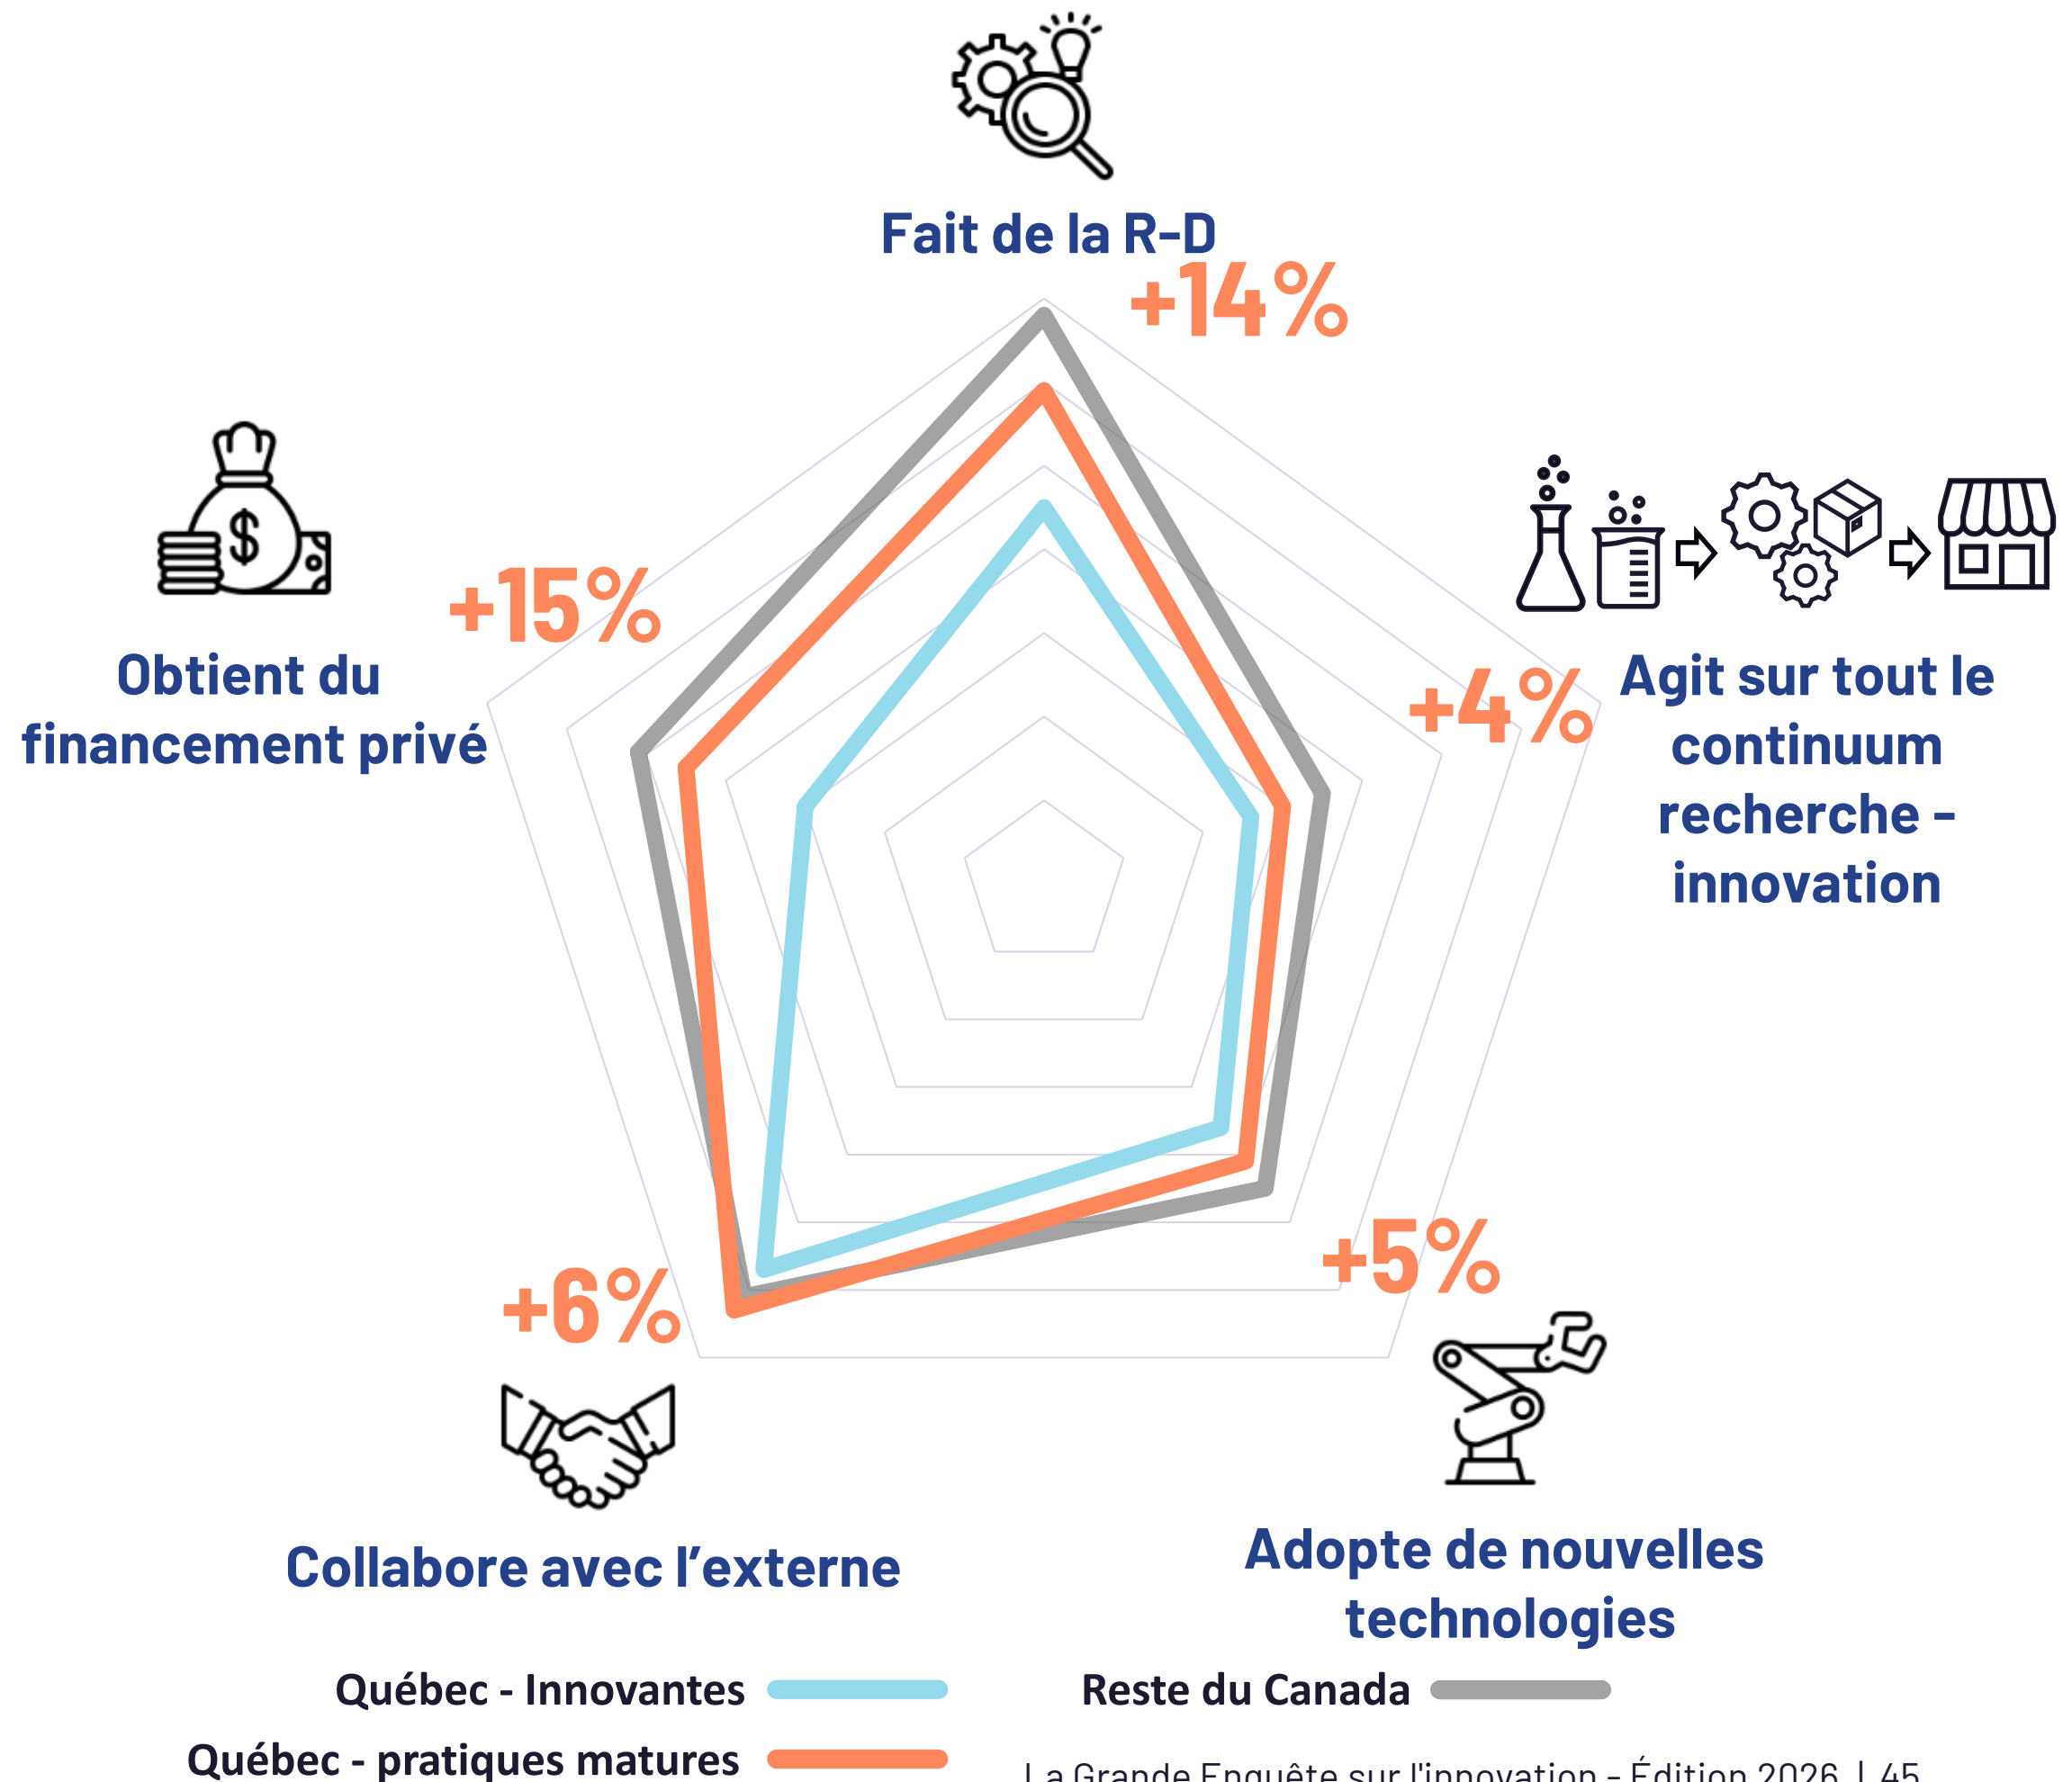 Fait de la R-D
+14%
+15%
Obtient du
financement privé
+4%
Agit sur tout le
continuum
recherche -
innovation
+6%
+5%
Collabore avec l’externe
Adopte de nouvelles
technologies
Québec - Innovantes
Reste du Canada
Québec - pratiques matures
La Grande Enquête sur l'innovation - Édition 2026 | 45
$